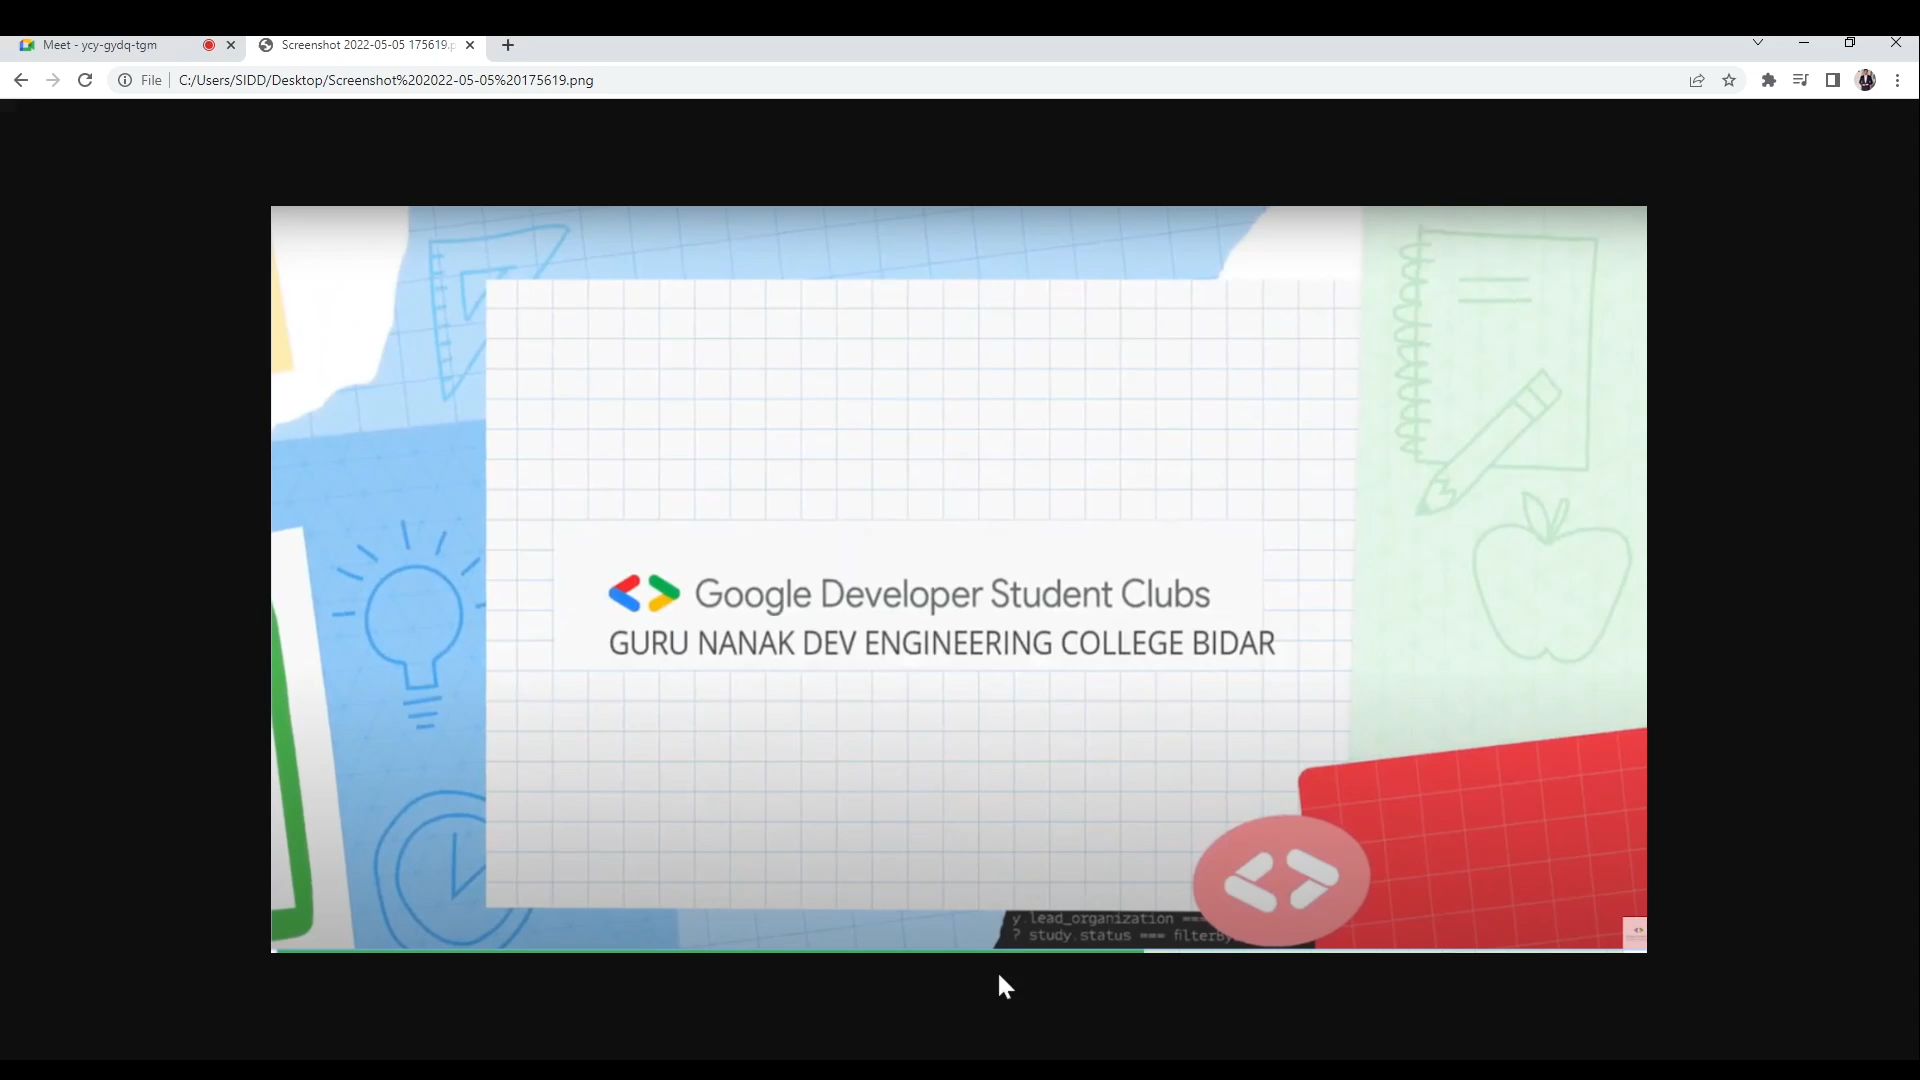 Meet - ycy-gydq-tgm
Screenshot 2022-05-05 175619.p
File
C:/Users/SIDD/Desktop/Screenshot%202022-05-05%20175619.png
Google Developer Student Clubs
GURU NANAK DEV ENGINEERING COLLEGE BIDAR
y.lead_organization ==
? study.status === filterBy